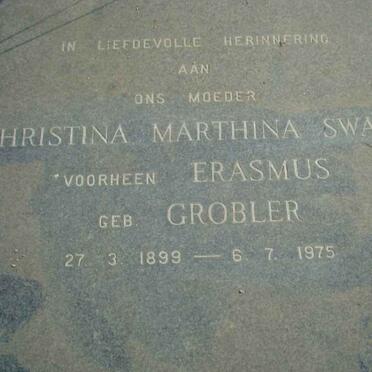 IN LIEFDEVOLLE HERINNERING
AAN
ONS MOEDER
HRISTINA MARTHINA SWA
VOORHEEN ERASMUS
GEB. GROBLER
27. 3. 1899 — 6. 7. 1975